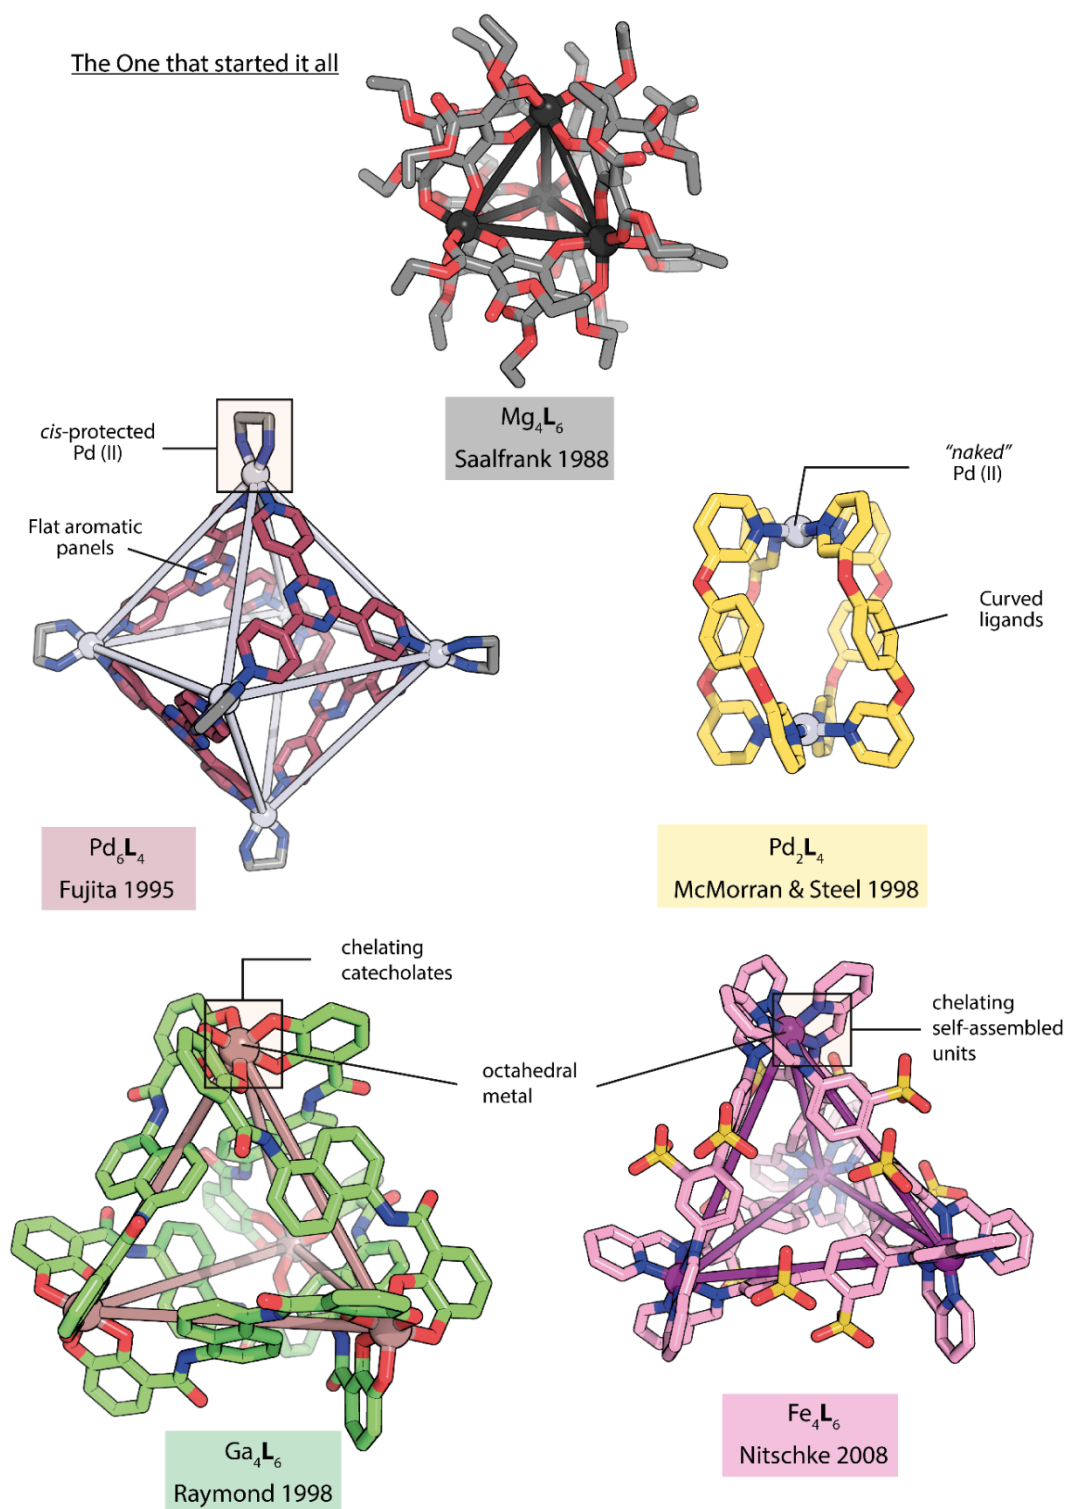 The One that started it all
Mg₄L₆
Saalfrank 1988
cis-protected
Pd (II)
Flat aromatic
panels
"naked"
Pd (II)
Curved
ligands
Pd₆L₄
Fujita 1995
Pd₂L₄
McMorran & Steel 1998
chelating
catecholates
octahedral
metal
chelating
self-assembled
units
Ga₄L₆
Raymond 1998
Fe₄L₆
Nitschke 2008